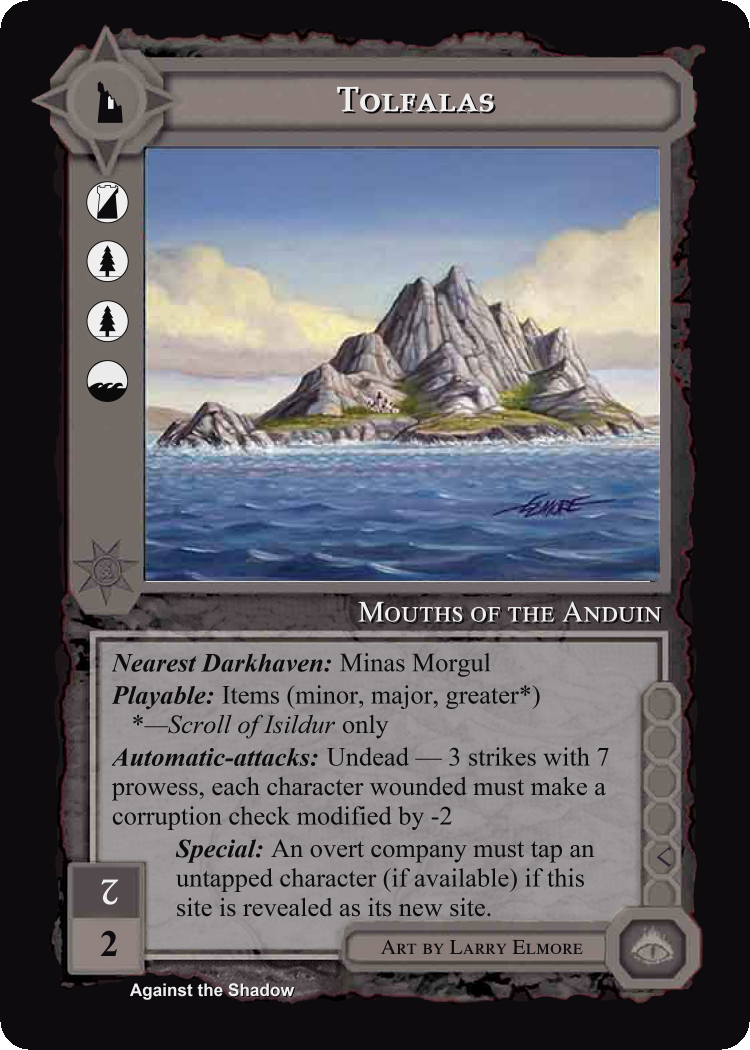 Tolfalas
Elmore
Mouths of the Anduin
Nearest Darkhaven: Minas Morgul
Playable: Items (minor, major, greater*)
*—Scroll of Isildur only
Automatic-attacks: Undead — 3 strikes with 7
prowess, each character wounded must make a
corruption check modified by -2
Special: An overt company must tap an
untapped character (if available) if this
site is revealed as its new site.
2
2
Art by Larry Elmore
Against the Shadow